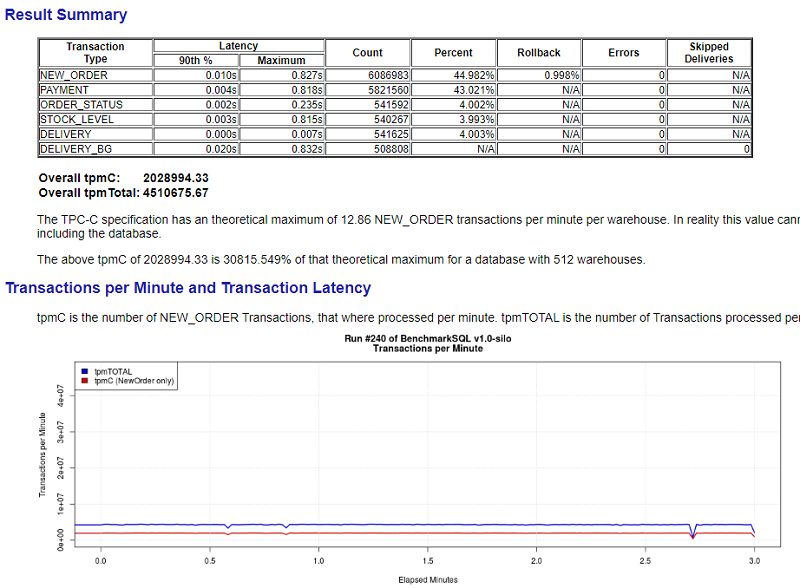 Result Summary
Transaction Type Latency Count Percent Rollback Errors Skipped Deliveries
90th % Maximum
NEW_ORDER 0.010s 0.827s 6086983 44.982% 0.998% 0 N/A
PAYMENT 0.004s 0.818s 5821560 43.021% N/A 0 N/A
ORDER_STATUS 0.002s 0.235s 541592 4.002% N/A 0 N/A
STOCK_LEVEL 0.003s 0.815s 540267 3.993% N/A 0 N/A
DELIVERY 0.000s 0.007s 541625 4.003% N/A 0 N/A
DELIVERY_BG 0.020s 0.832s 508808 N/A N/A 0 0
Overall tpmC: 2028994.33
Overall tpmTotal: 4510675.67
The TPC-C specification has an theoretical maximum of 12.86 NEW_ORDER transactions per minute per warehouse. In reality this value
including the database.
The above tpmC of 2028994.33 is 30815.549% of that theoretical maximum for a database with 512 warehouses.
Transactions per Minute and Transaction Latency
tpmC is the number of NEW_ORDER Transactions, that where processed per minute. tpmTOTAL is the number of Transactions processed
Run #240 of BenchmarkSQL v1.0-silo
Transactions per Minute
tpmTOTAL
tpmC (NewOrder only)
Transactions per Minute
4e+07
3e+07
2e+07
1e+07
0e+00
0.0 0.5 1.0 1.5 2.0 2.5 3.0
Elapsed Minutes